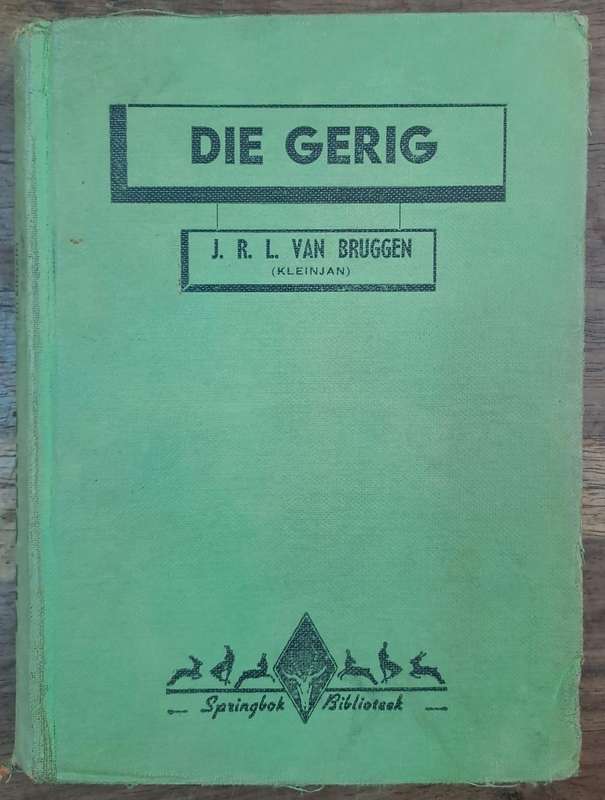 DIE GERIG
J. R. L. VAN BRUGGEN
(KLEINJAN)
Springbok Biblioteek